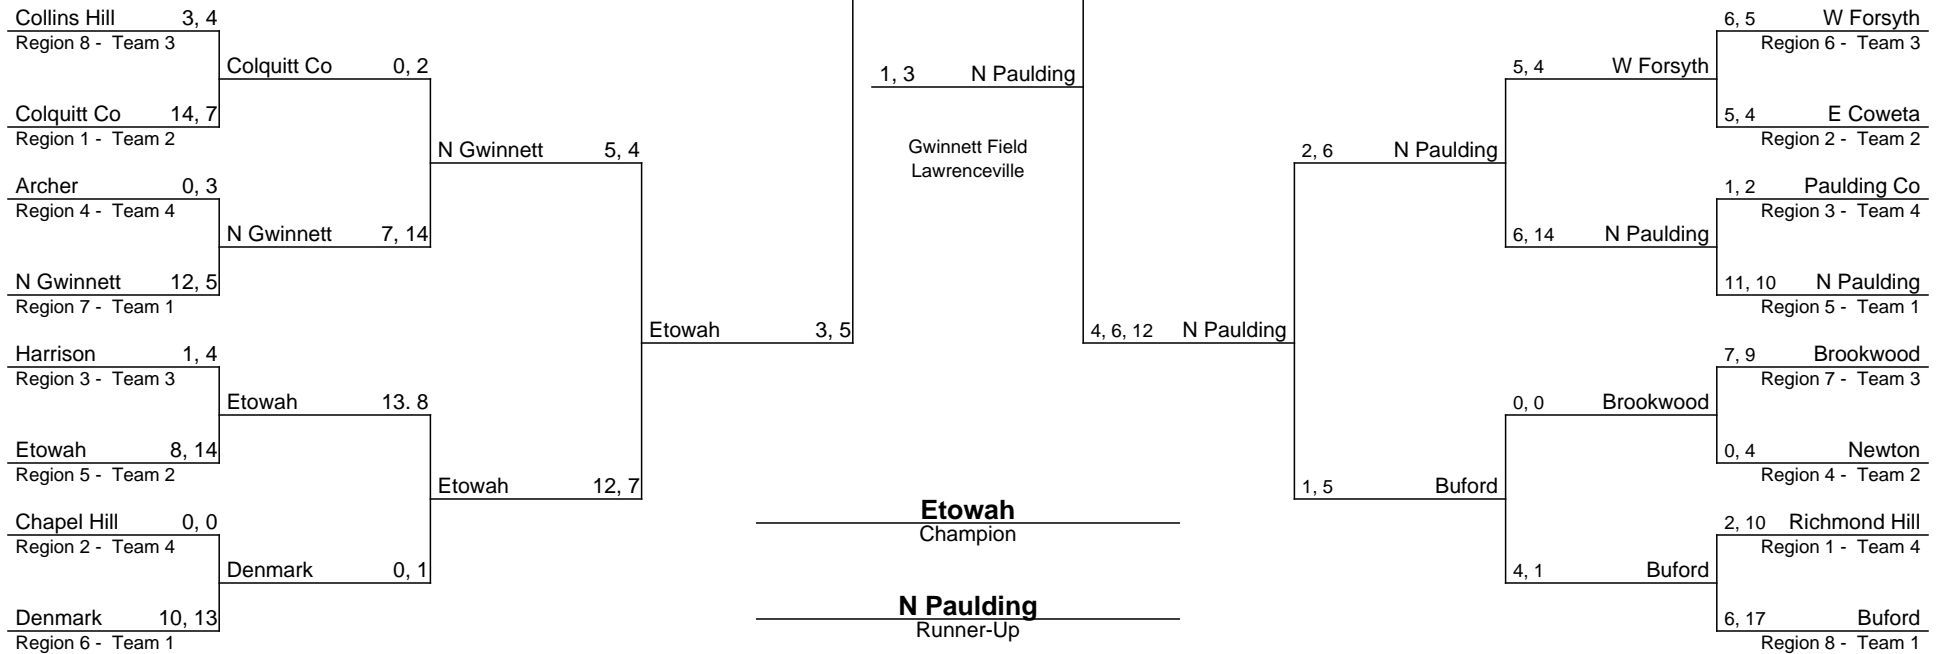 Collins Hill 3, 4
Region 8 - Team 3
Colquitt Co 0, 2
Colquitt Co 14, 7
Region 1 - Team 2
N Gwinnett 5, 4
Archer 0, 3
Region 4 - Team 4
N Gwinnett 7, 14
N Gwinnett 12, 5
Region 7 - Team 1
Etowah 3, 5
Harrison 1, 4
Region 3 - Team 3
Etowah 13. 8
Etowah 8, 14
Region 5 - Team 2
Etowah 12, 7
Chapel Hill 0, 0
Region 2 - Team 4
Denmark 0, 1
Denmark 10, 13
Region 6 - Team 1
1, 3 N Paulding
Gwinnett Field
Lawrenceville
Etowah
Champion
N Paulding
Runner-Up
6, 5 W Forsyth
Region 6 - Team 3
5, 4 W Forsyth
5, 4 E Coweta
Region 2 - Team 2
2, 6 N Paulding
1, 2 Paulding Co
Region 3 - Team 4
6, 14 N Paulding
11, 10 N Paulding
Region 5 - Team 1
4, 6, 12 N Paulding
7, 9 Brookwood
Region 7 - Team 3
0, 0 Brookwood
0, 4 Newton
Region 4 - Team 2
1, 5 Buford
2, 10 Richmond Hill
Region 1 - Team 4
4, 1 Buford
6, 17 Buford
Region 8 - Team 1